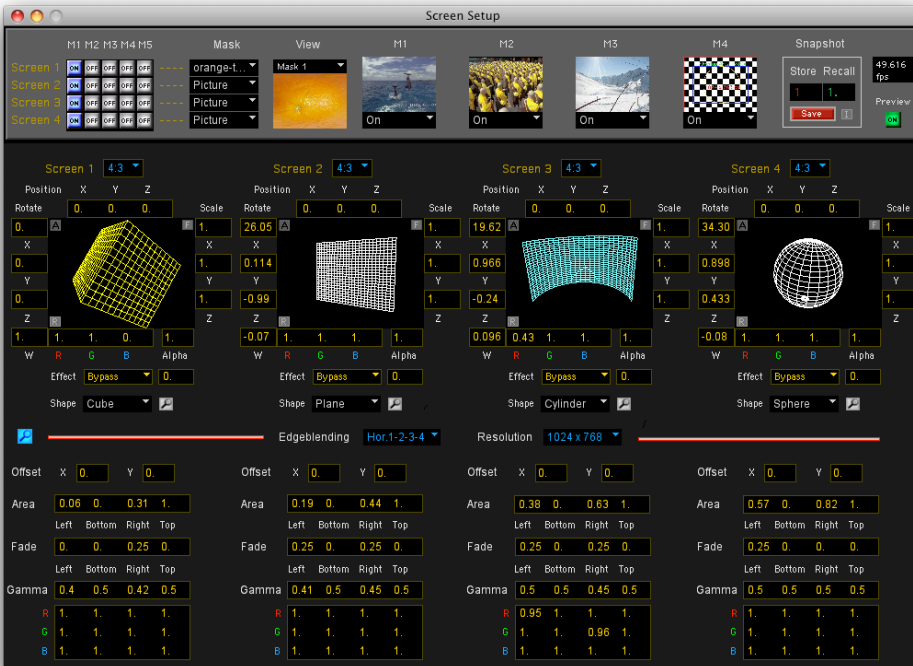 Screen Setup
M1 M2 M3 M4 M5 Mask View M1 M2 M3 M4 Snapshot
Screen 1 ON OFF OFF OFF OFF ---- orange-t... Mask 1 Store Recall 49.616 fps
Screen 2 ON OFF OFF OFF OFF ---- Picture 1 1.
Screen 3 ON OFF OFF OFF OFF ---- Picture Preview
Screen 4 ON OFF OFF OFF OFF ---- Picture On On On On Save I ON
Screen 1 4:3 Screen 2 4:3 Screen 3 4:3 Screen 4 4:3
Position X Y Z Position X Y Z Position X Y Z Position X Y Z
Rotate 0. 0. 0. Scale Rotate 0. 0. 0. Scale Rotate 0. 0. 0. Scale Rotate 0. 0. 0. Scale
0. A F 1. 26.05 A F 1. 19.62 A F 1. 34.30 A F 1.
X X X X X X X X
0. 1. 0.114 1. 0.966 1. 0.898 1.
Y Y Y Y Y Y Y Y
0. 1. -0.99 1. -0.24 1. 0.433 1.
Z R Z Z R Z Z R Z Z R Z
1. 1. 1. 0. 1. -0.07 1. 1. 1. 1. 0.096 0.43 1. 1. 1. -0.08 1. 1. 1. 1.
W R G B Alpha W R G B Alpha W R G B Alpha W R G B Alpha
Effect Bypass 0. Effect Bypass 0. Effect Bypass 0. Effect Bypass 0.
Shape Cube Shape Plane Shape Cylinder Shape Sphere
Edgeblending Hor.1-2-3-4 Resolution 1024 x 768
Offset X 0. Y 0. Offset X 0. Y 0. Offset X 0. Y 0. Offset X 0. Y 0.
Area 0.06 0. 0.31 1. Area 0.19 0. 0.44 1. Area 0.38 0. 0.63 1. Area 0.57 0. 0.82 1.
Left Bottom Right Top Left Bottom Right Top Left Bottom Right Top Left Bottom Right Top
Fade 0. 0. 0.25 0. Fade 0.25 0. 0.25 0. Fade 0.25 0. 0.25 0. Fade 0.25 0. 0. 0.
Left Bottom Right Top Left Bottom Right Top Left Bottom Right Top Left Bottom Right Top
Gamma 0.4 0.5 0.42 0.5 Gamma 0.41 0.5 0.45 0.5 Gamma 0.5 0.5 0.45 0.5 Gamma 0.5 0.5 0.5 0.5
R 1. 1. 1. 1. R 1. 1. 1. 1. R 0.95 1. 1. 1. R 1. 1. 1. 1.
G 1. 1. 1. 1. G 1. 1. 1. 1. G 1. 1. 0.96 1. G 1. 1. 1. 1.
B 1. 1. 1. 1. B 1. 1. 1. 1. B 1. 1. 1. 1. B 1. 1. 1. 1.